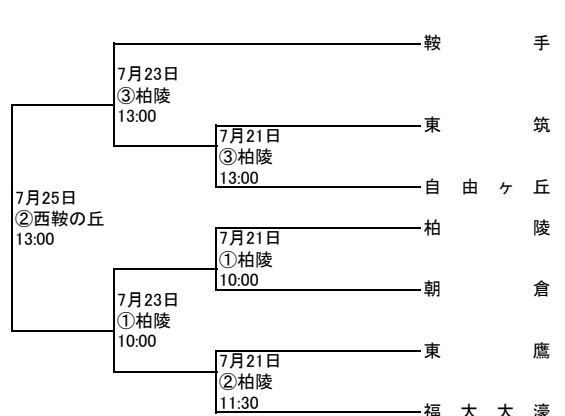 鞍手
7月23日
③柏陵
13:00
東筑
7月21日
③柏陵
13:00
自由ヶ丘
7月25日
②西鞍の丘
13:00
柏陵
7月21日
①柏陵
10:00
朝倉
7月23日
①柏陵
10:00
東鷹
7月21日
②柏陵
11:30
福大大濠